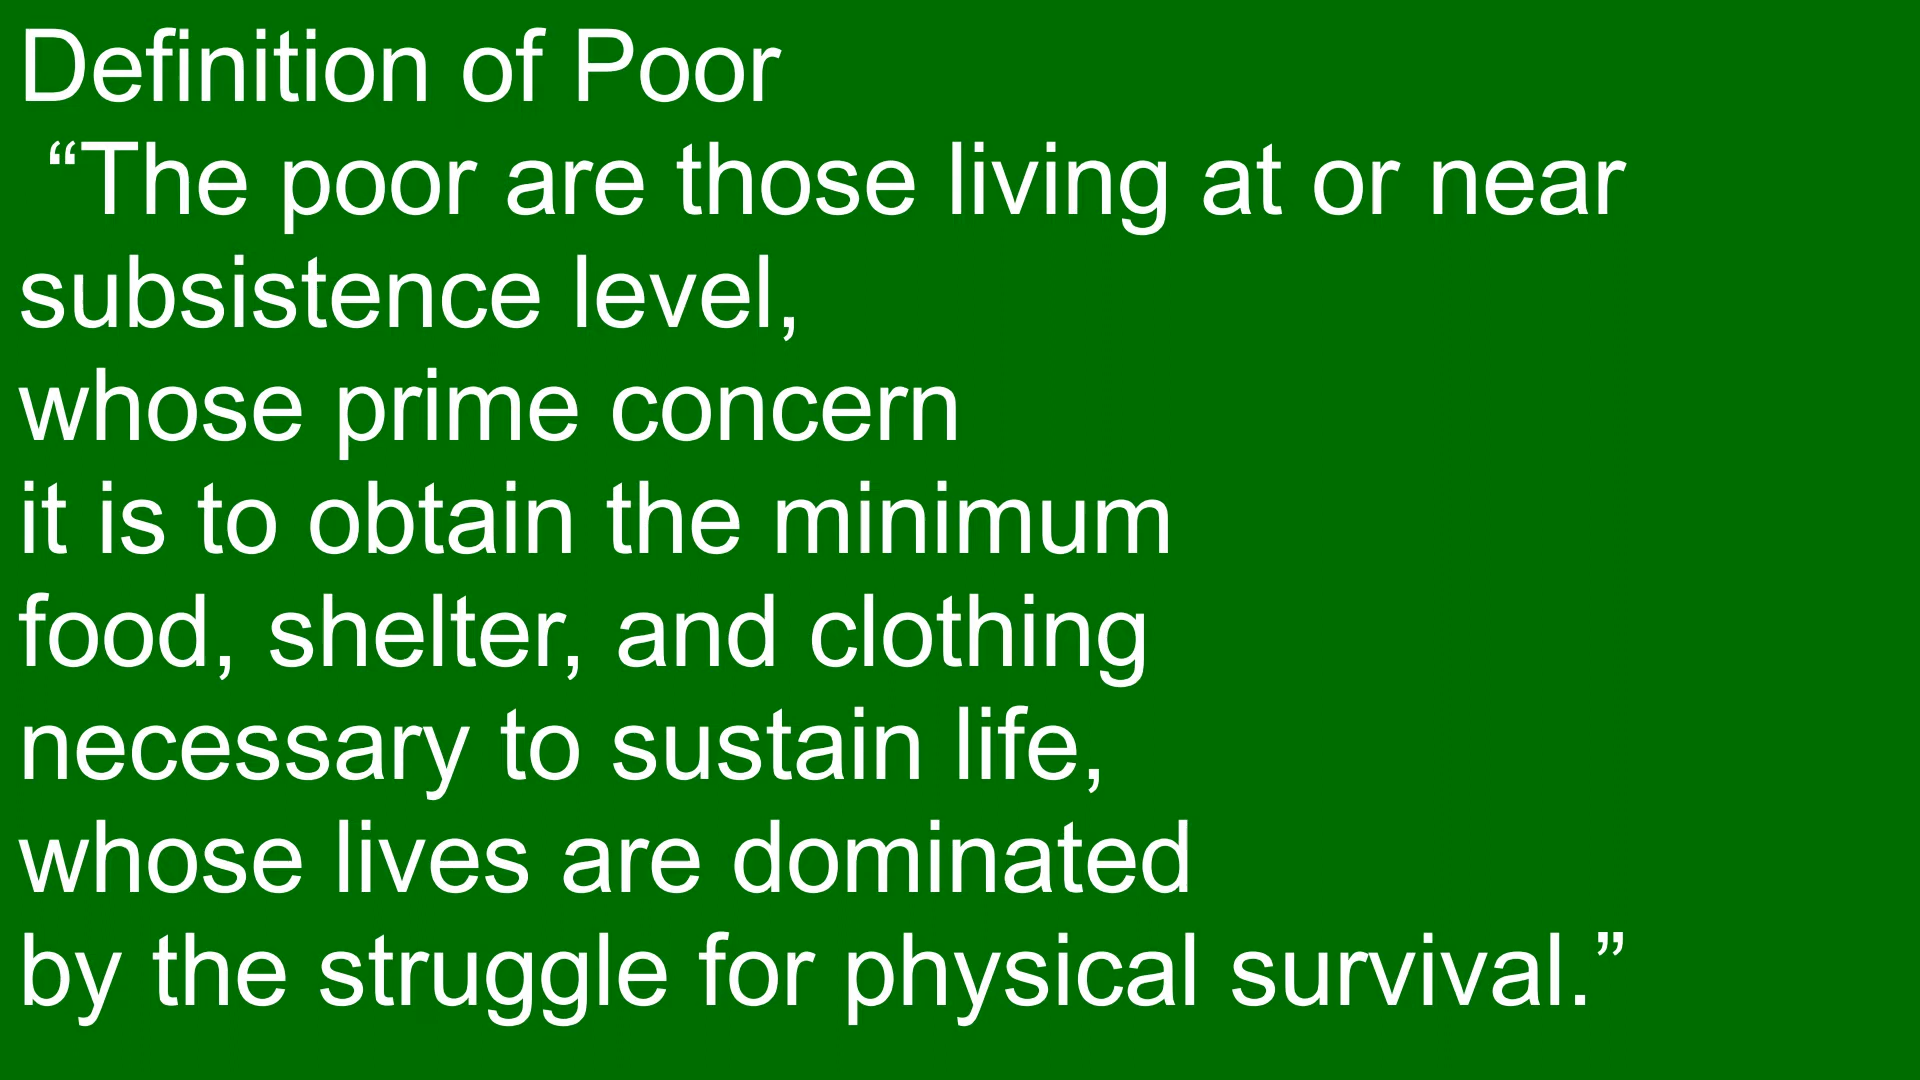 Definition of Poor
“The poor are those living at or near
subsistence level,
whose prime concern
it is to obtain the minimum
food, shelter, and clothing
necessary to sustain life,
whose lives are dominated
by the struggle for physical survival.”